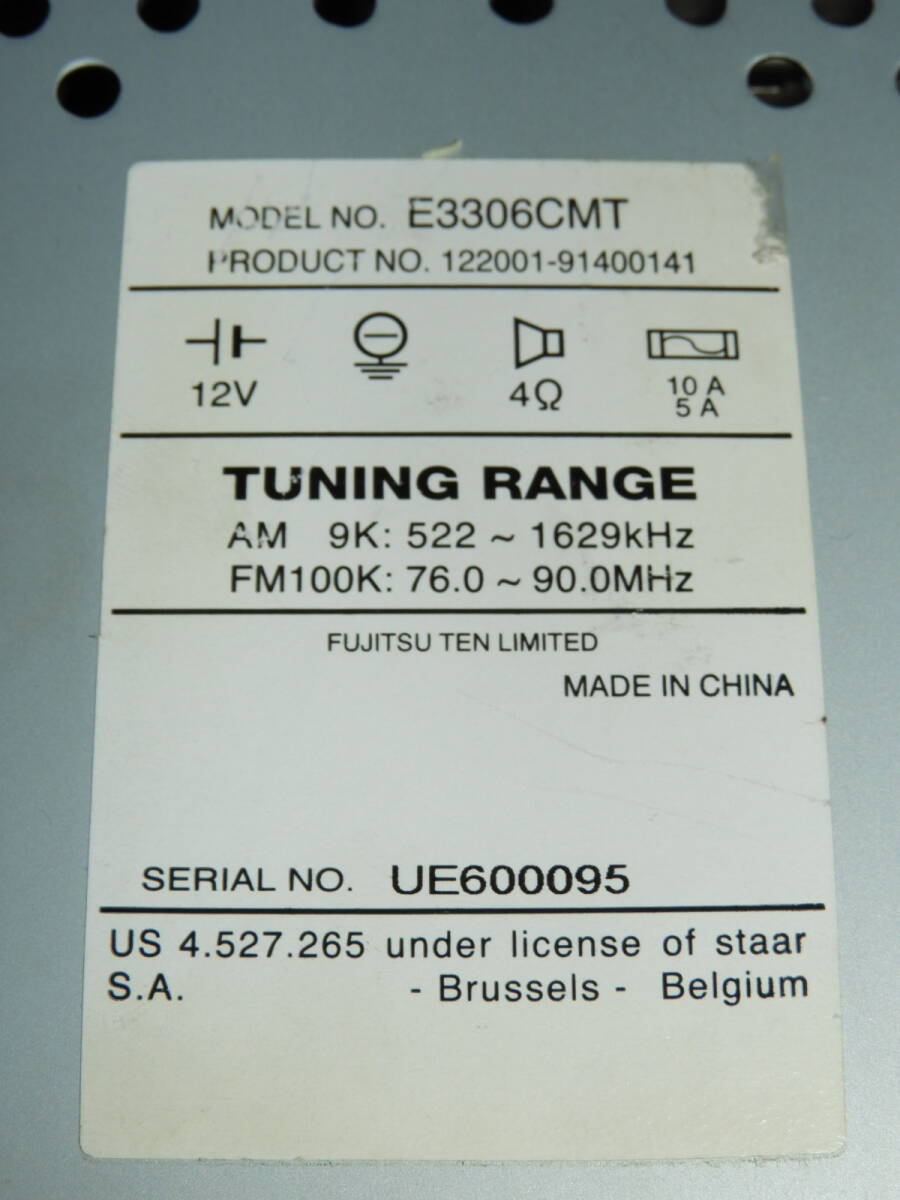 MODEL NO. E3306CMT
PRODUCT NO. 122001-91400141
12V
4Ω
10 A
5 A
TUNING RANGE
AM 9K: 522 ~ 1629kHz
FM100K: 76.0 ~ 90.0MHz
FUJITSU TEN LIMITED
MADE IN CHINA
SERIAL NO. UE600095
US 4.527.265 under license of staar
S.A. - Brussels - Belgium